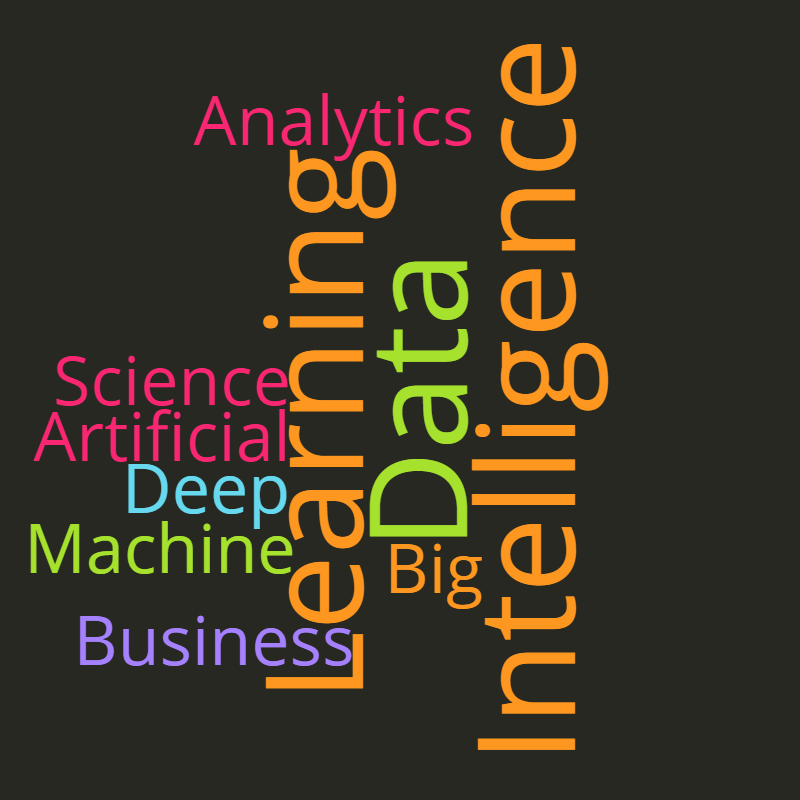 Analytics
Learning
Data
Intelligence
Science
Artificial
Deep
Machine
Big
Business